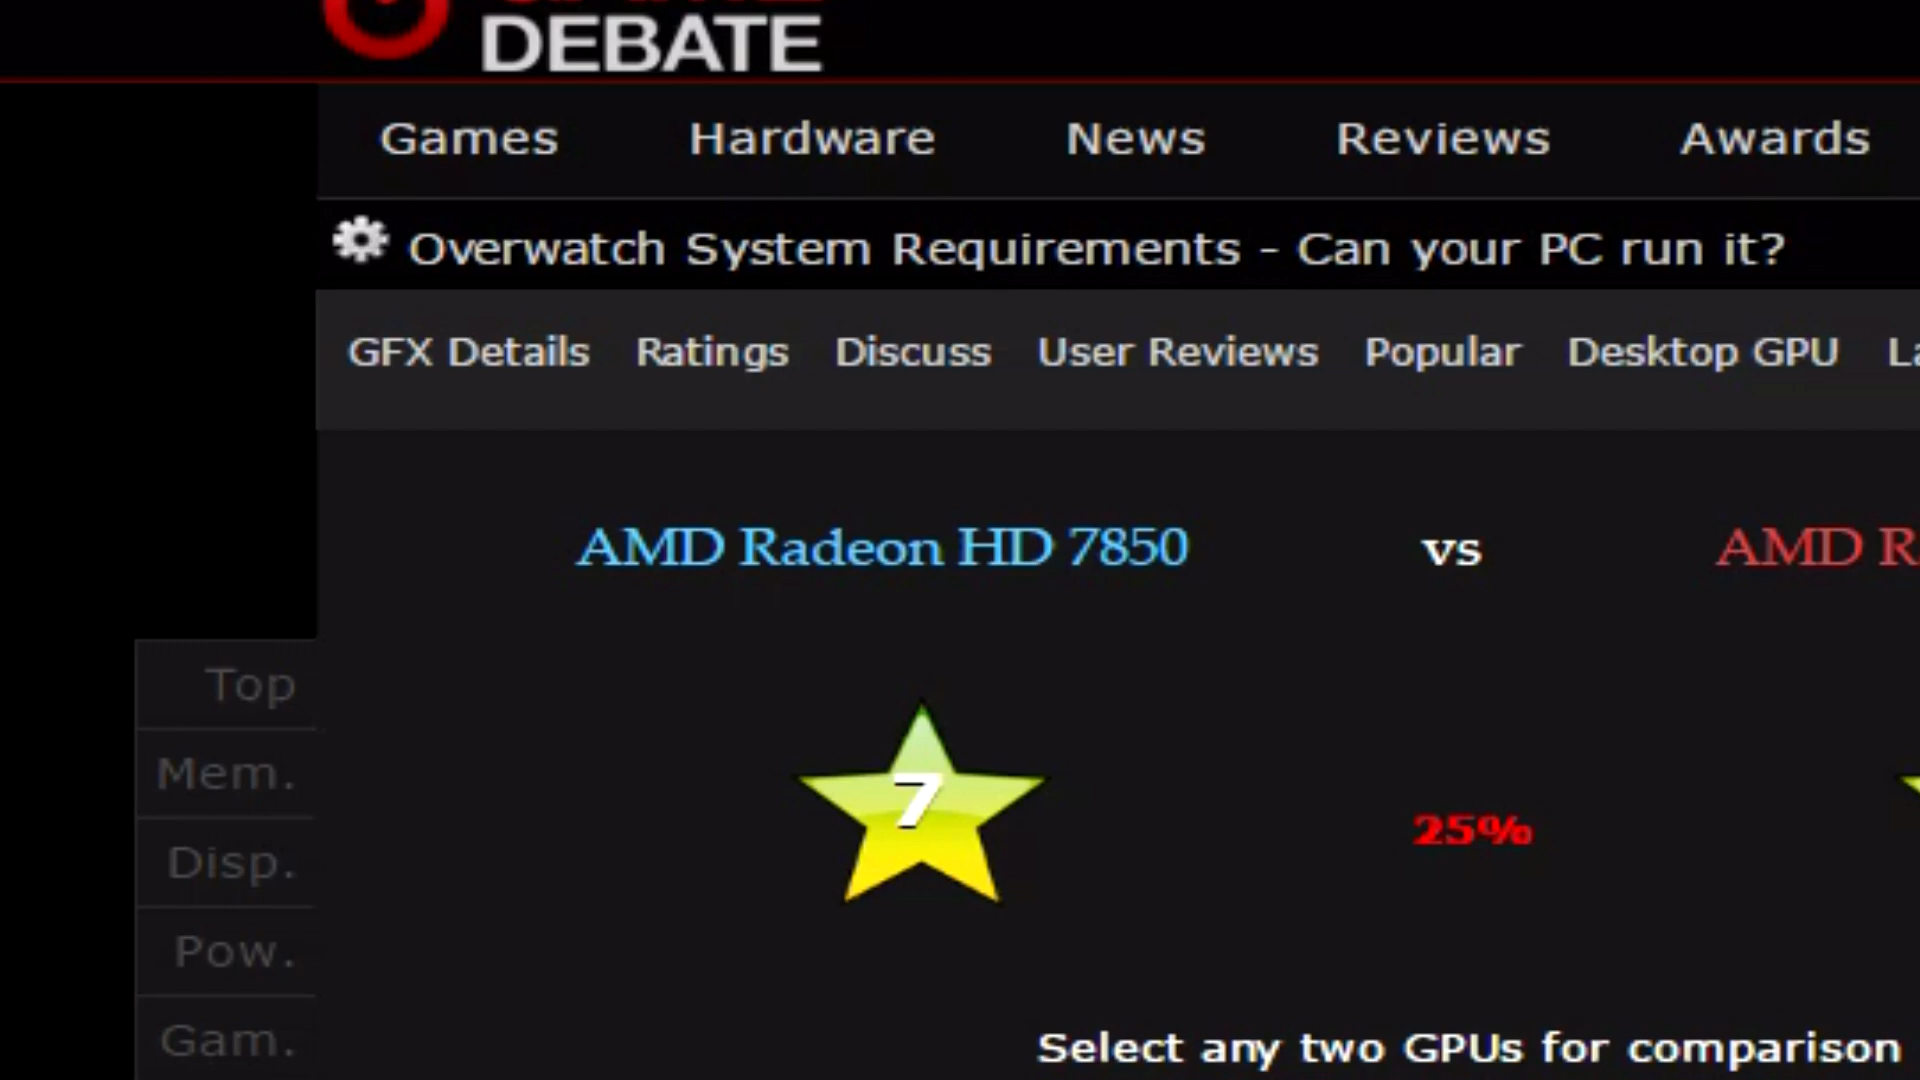 DEBATE
Games Hardware News Reviews Awards
Overwatch System Requirements - Can your PC run it?
GFX Details Ratings Discuss User Reviews Popular Desktop GPU La
AMD Radeon HD 7850 vs AMD R
Top
7
Mem.
25%
Disp.
Pow.
Gam.
Select any two GPUs for comparison